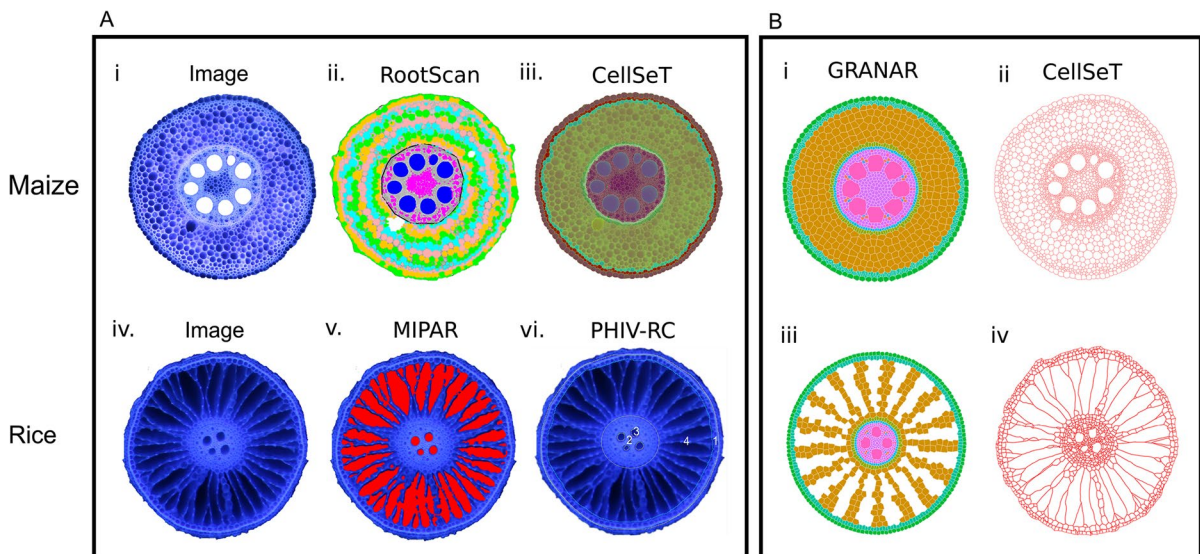 A
B
i
Image
ii.
RootScan
iii.
CellSeT
i
GRANAR
ii
CellSeT
Maize
iv.
Image
v.
MIPAR
vi.
PHIV-RC
iii
iv
Rice
3
2
4
1